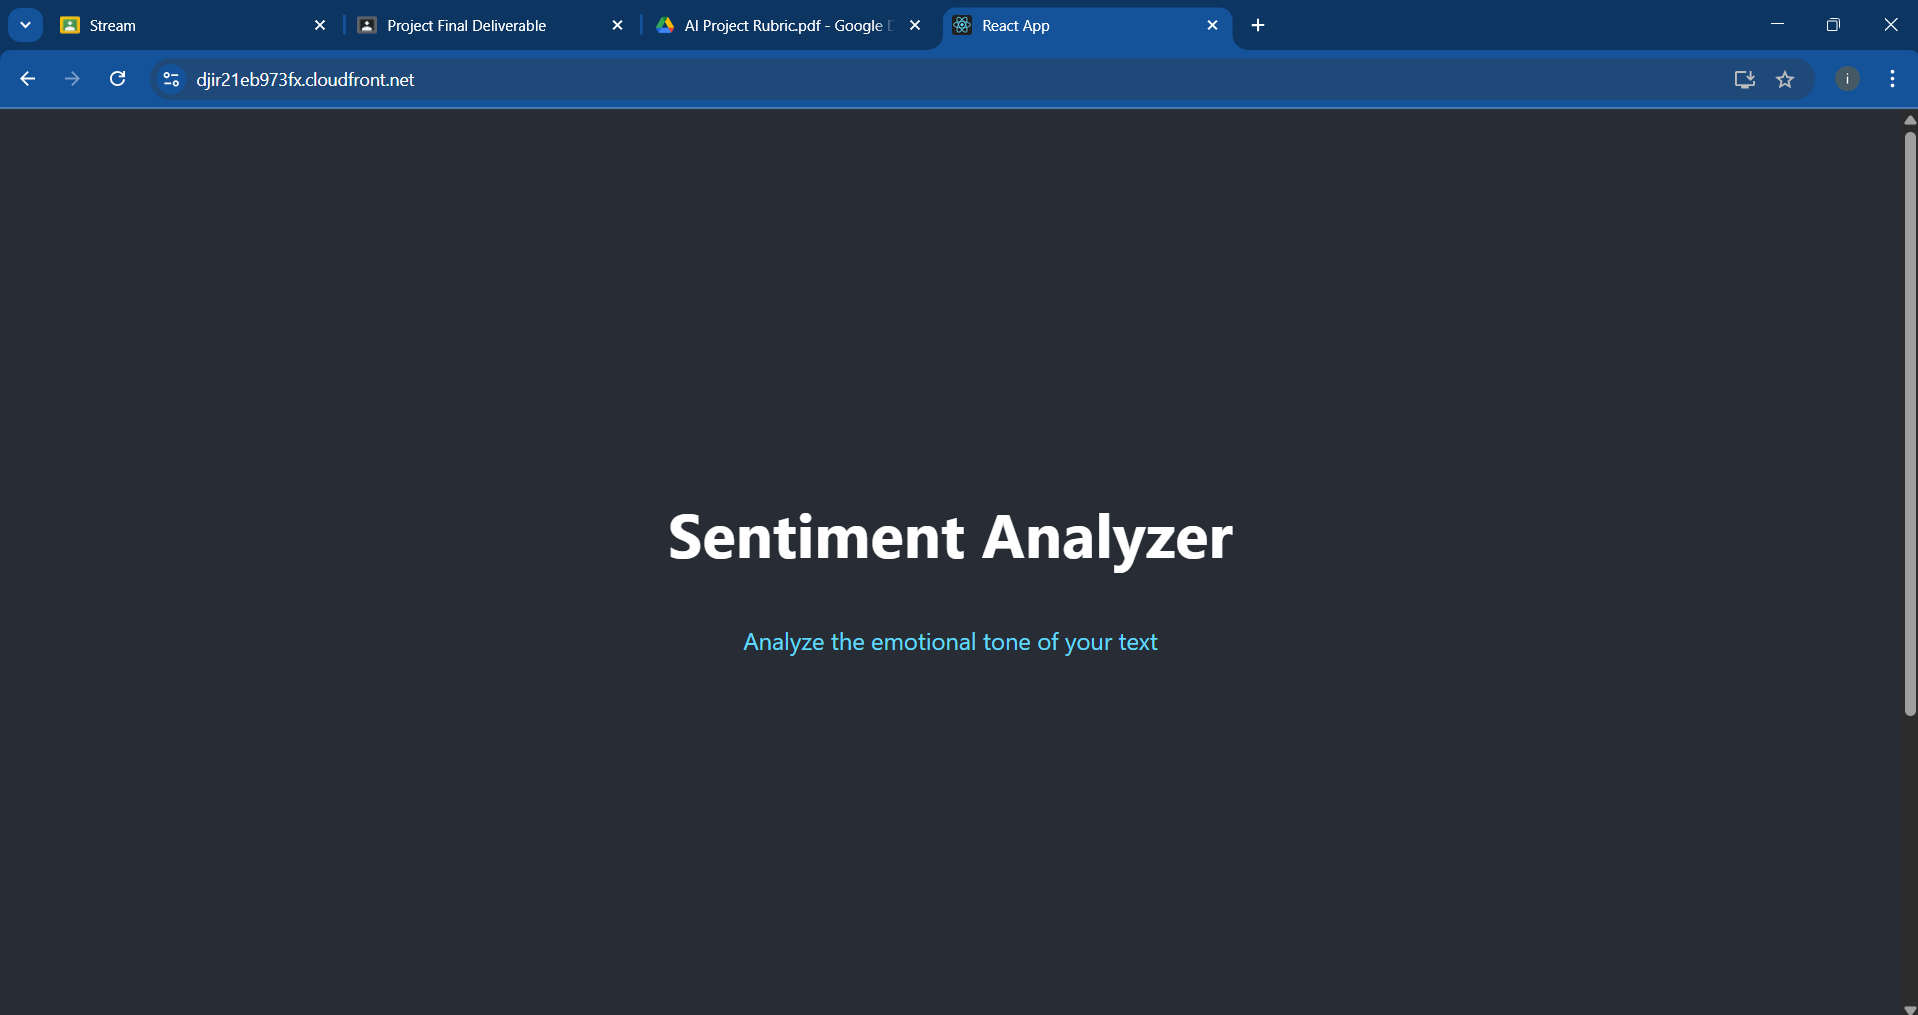 Stream
Project Final Deliverable
AI Project Rubric.pdf - Google
React App
djir21eb973fx.cloudfront.net
i
Sentiment Analyzer
Analyze the emotional tone of your text